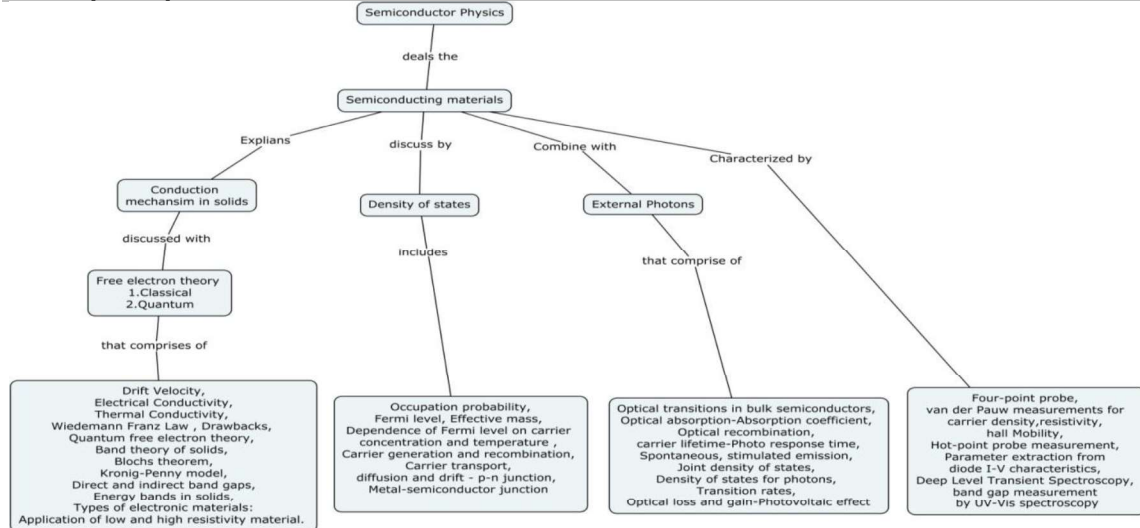 Semiconductor Physics
deals the
Semiconducting materials
Explians
discuss by
Combine with
Characterized by
Conduction
mechansim in solids
Density of states
External Photons
discussed with
includes
that comprise of
Free electron theory
1.Classical
2.Quantum
that comprises of
Drift Velocity,
Electrical Conductivity,
Thermal Conductivity,
Wiedemann Franz Law , Drawbacks,
Quantum free electron theory,
Band theory of solids,
Blochs theorem,
Kronig-Penny model,
Direct and indirect band gaps,
Energy bands in solids,
Types of electronic materials:
Application of low and high resistivity material.
Occupation probability,
Fermi level, Effective mass,
Dependence of Fermi level on carrier
concentration and temperature ,
Carrier generation and recombination,
Carrier transport,
diffusion and drift - p-n junction,
Metal-semiconductor junction
Optical transitions in bulk semiconductors,
Optical absorption-Absorption coefficient,
Optical recombination,
carrier lifetime-Photo response time,
Spontaneous, stimulated emission,
Joint density of states,
Density of states for photons,
Transition rates,
Optical loss and gain-Photovoltaic effect
Four-point probe,
van der Pauw measurements for
carrier density,resistivity,
hall Mobility,
Hot-point probe measurement,
Parameter extraction from
diode I-V characteristics,
Deep Level Transient Spectroscopy,
band gap measurement
by UV-Vis spectroscopy